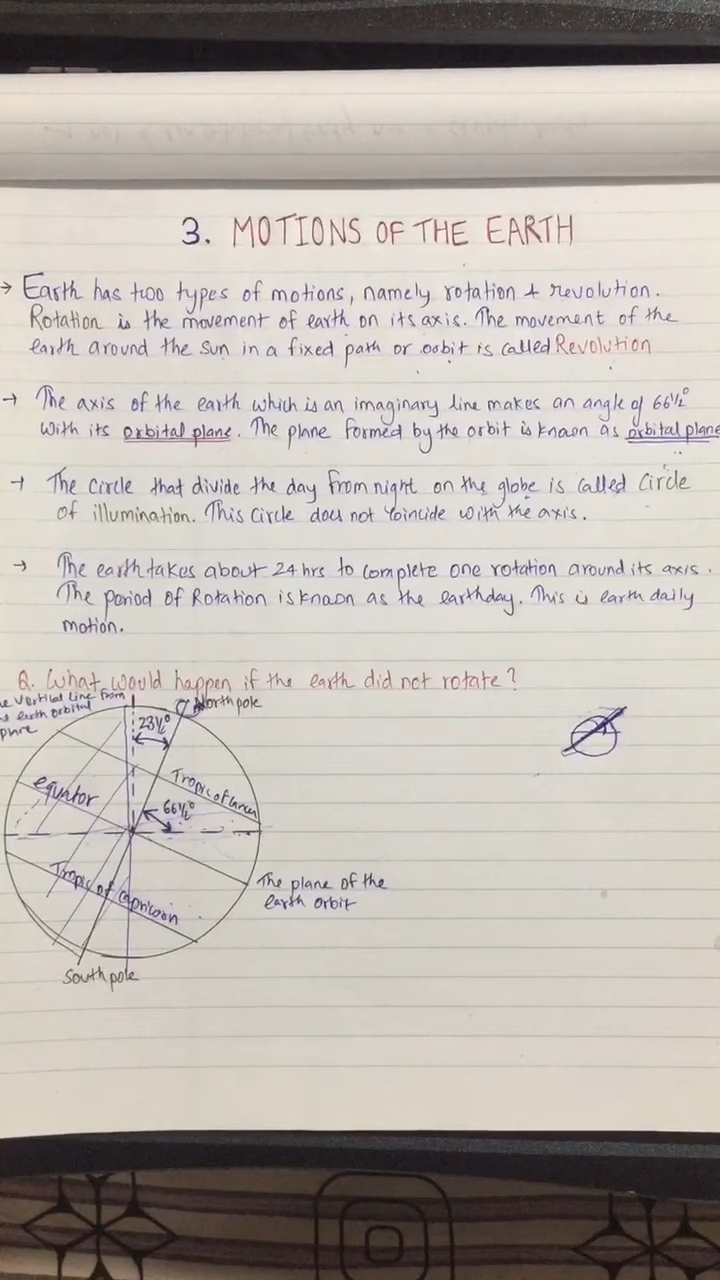 3. MOTIONS OF THE EARTH
→ Earth has two types of motions, namely rotation + revolution.
Rotation is the movement of earth on its axis. The movement of the
earth around the sun in a fixed path or orbit is called Revolution
→ The axis of the earth which is an imaginary line makes an angle of 66½°
with its orbital plane. The plane formed by the orbit is known as orbital plane
→ The Circle that divide the day from night on the globe is called Circle
of illumination. This Circle does not coincide with the axis.
→ The earth takes about 24 hrs to complete one rotation around its axis.
The period of Rotation is known as the earthday. This is earth daily
motion.
Q. What would happen if the earth did not rotate?
vertical line from
earth orbital
North pole
23½°
Tropic of Cancer
equator
66½°
Tropic of Capricorn
The plane of the
earth orbit
South pole